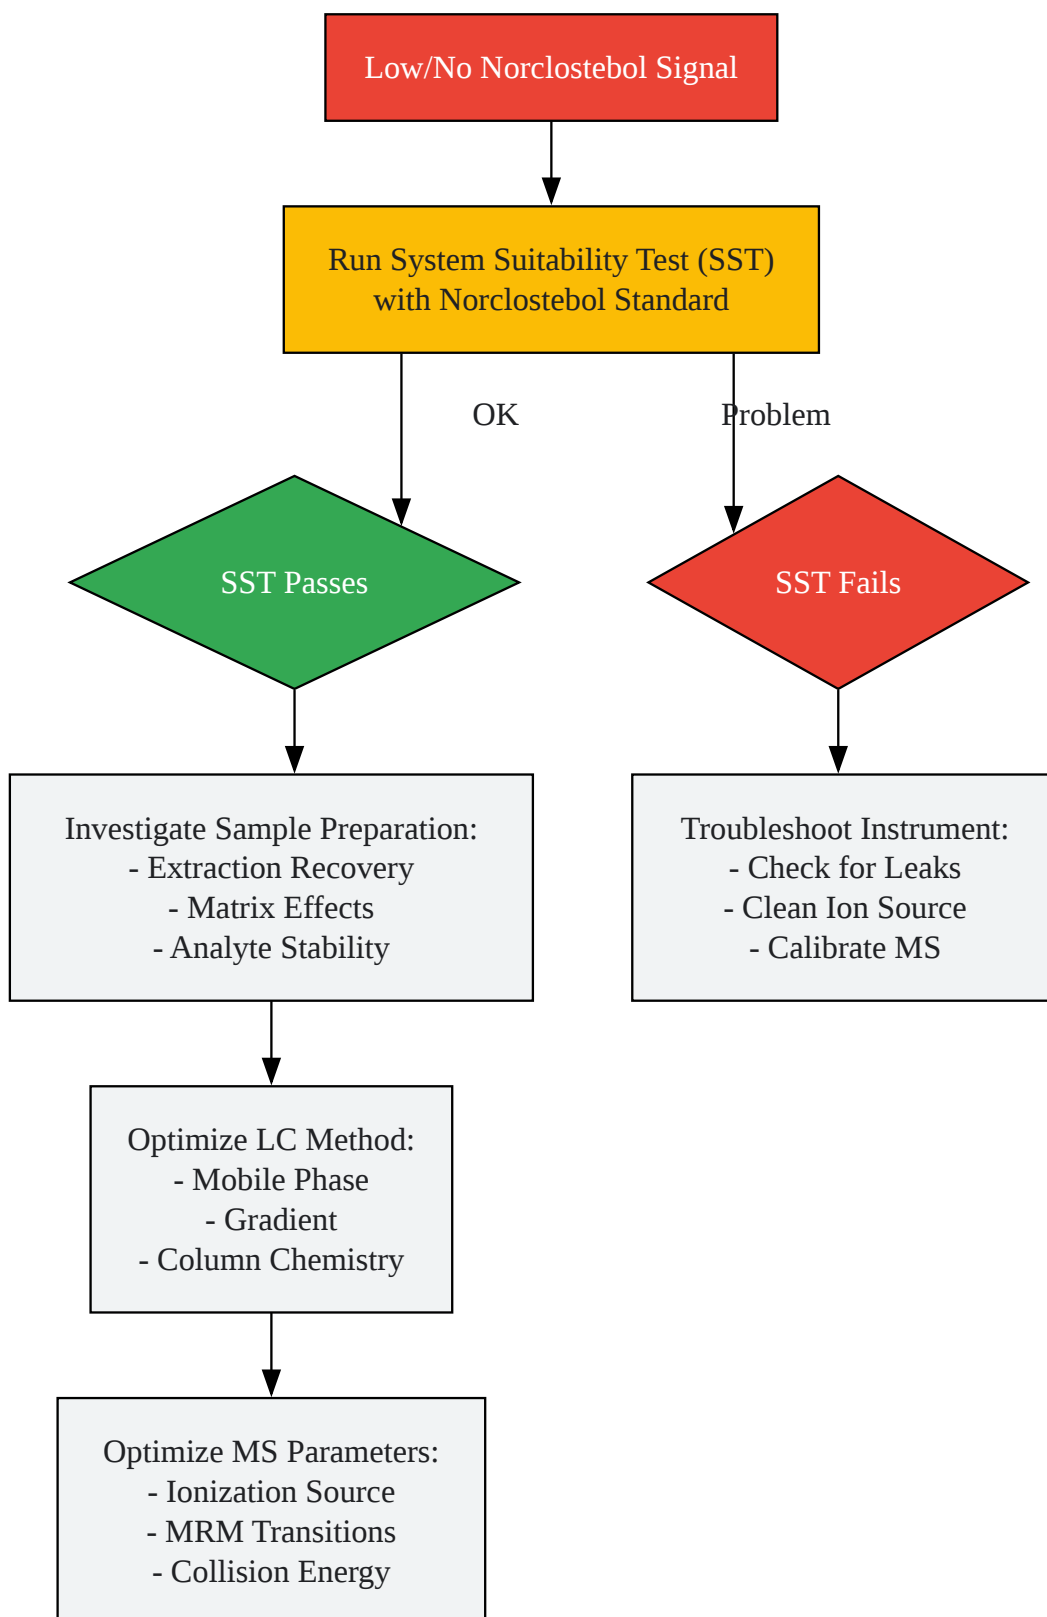 Low/No Norclostebol Signal
Run System Suitability Test (SST)
with Norclostebol Standard
OK
Problem
SST Passes
SST Fails
Investigate Sample Preparation:
- Extraction Recovery
- Matrix Effects
- Analyte Stability
Troubleshoot Instrument:
- Check for Leaks
- Clean Ion Source
- Calibrate MS
Optimize LC Method:
- Mobile Phase
- Gradient
- Column Chemistry
Optimize MS Parameters:
- Ionization Source
- MRM Transitions
- Collision Energy